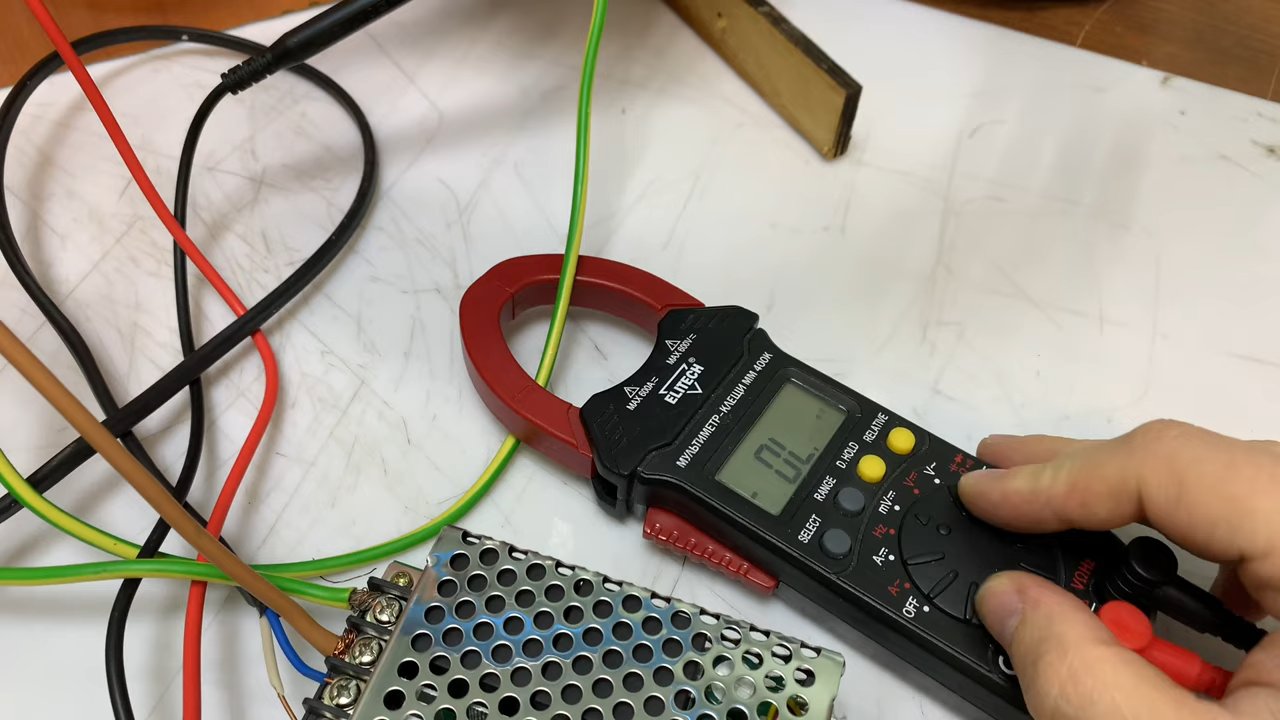 MAX 600A≂
MAX 600V≂
ELITECH®
МУЛЬТИМЕТР-КЛЕЩИ ММ 400К
OL
SELECT
RANGE
D.HOLD
RELATIVE
OFF
A~
A⎓
Hz
mV⎓
V⎓
V~